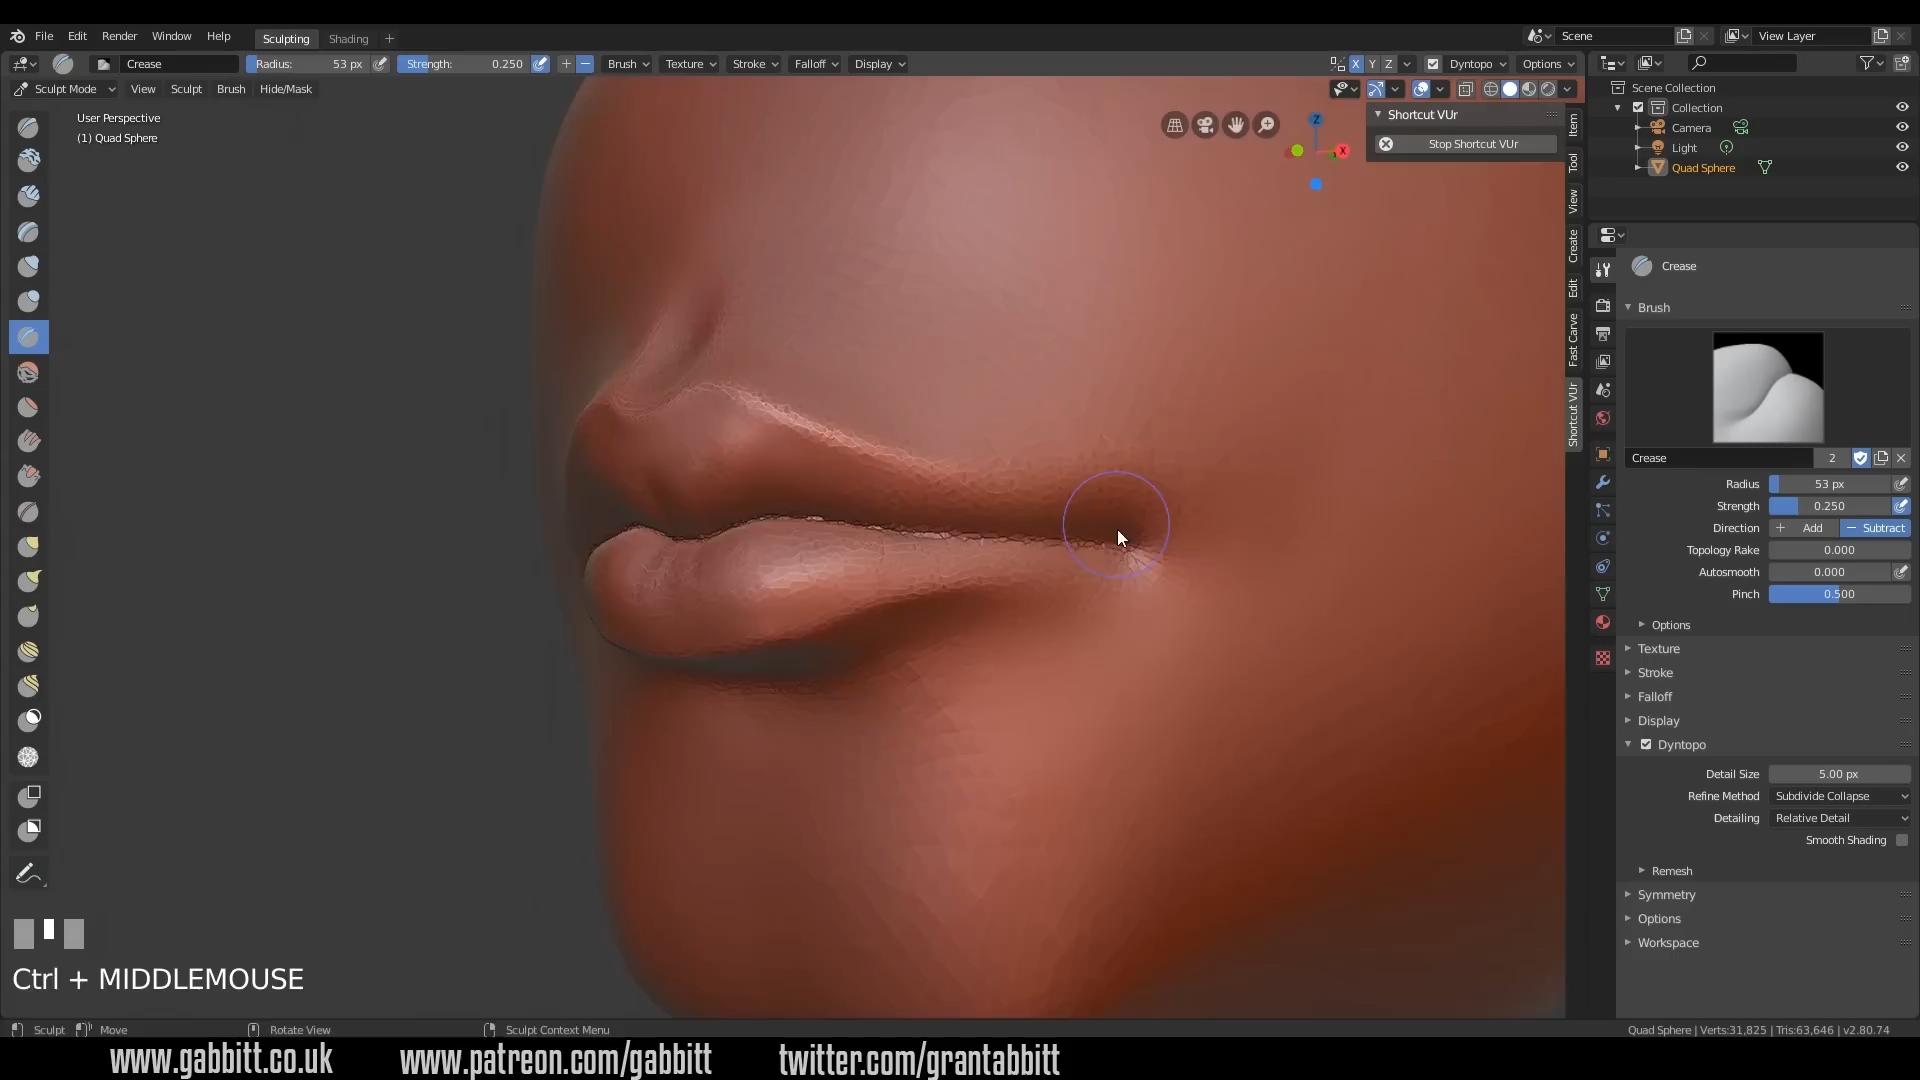 File Edit Render Window Help Sculpting Shading + Scene View Layer
Crease Radius: 53 px Strength: 0.250 + − Brush Texture Stroke Falloff Display X Y Z Dyntopo Options
Sculpt Mode View Sculpt Brush Hide/Mask
User Perspective
(1) Quad Sphere
Z
X
Shortcut VUr
Stop Shortcut VUr
Item
Tool
View
Create
Edit
Fast Carve
Shortcut VUr
Scene Collection
Collection
Camera
Light
Quad Sphere
Crease
Brush
Crease 2
Radius 53 px
Strength 0.250
Direction + Add − Subtract
Topology Rake 0.000
Autosmooth 0.000
Pinch 0.500
Options
Texture
Stroke
Falloff
Display
Dyntopo
Detail Size 5.00 px
Refine Method Subdivide Collapse
Detailing Relative Detail
Smooth Shading
Remesh
Symmetry
Options
Workspace
Ctrl + MIDDLEMOUSE
Sculpt Move Rotate View Sculpt Context Menu Quad Sphere | Verts:31,825 | Tris:63,646 | v2.80.74
www.gabbitt.co.uk www.patreon.com/gabbitt twitter.com/grantabbitt